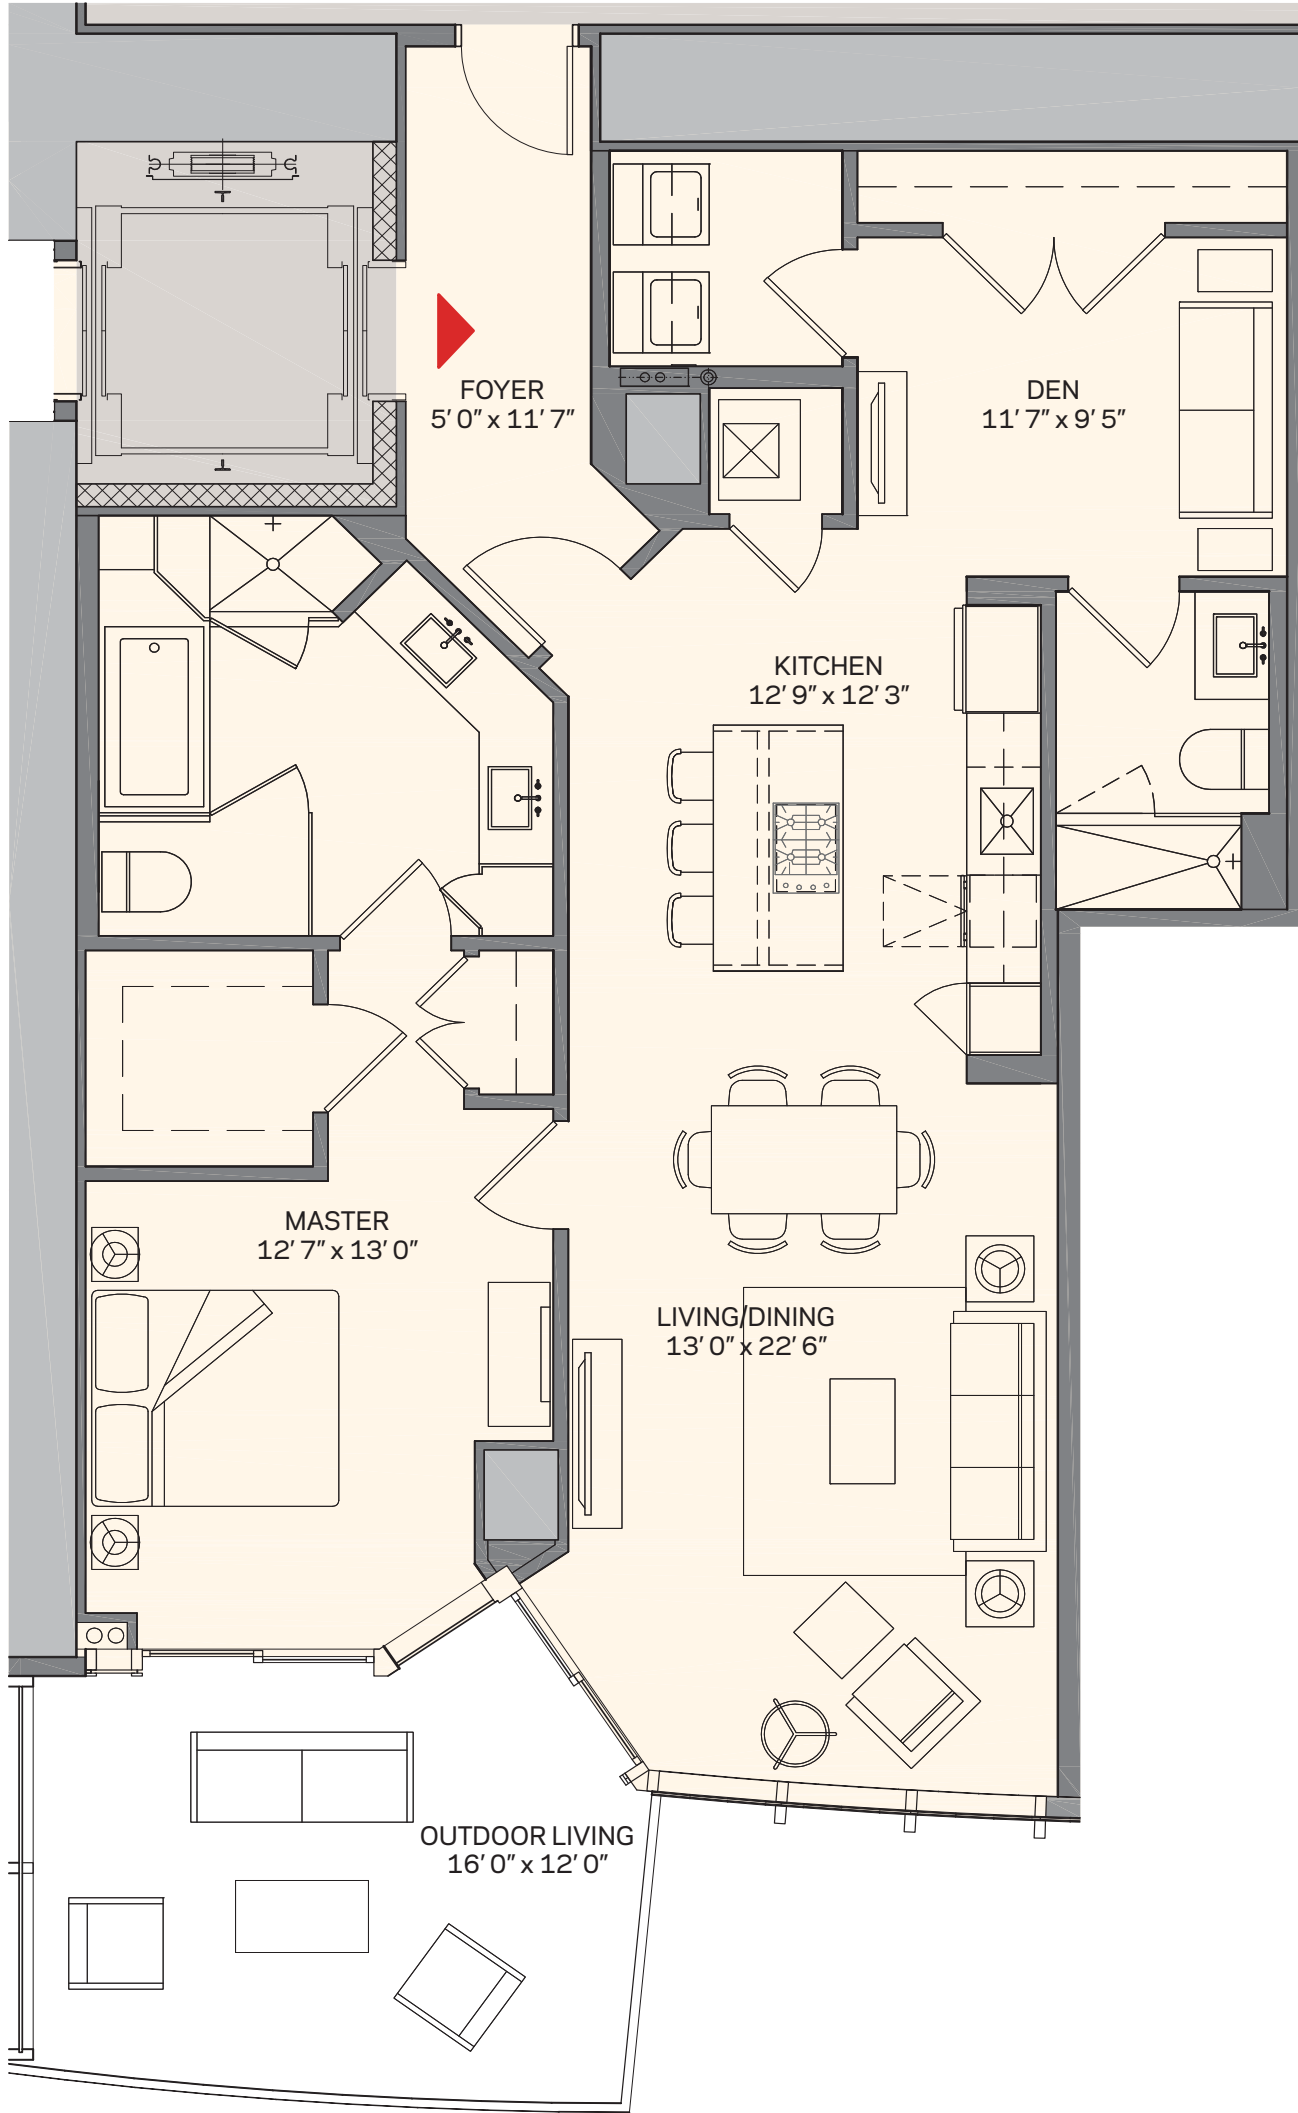 FOYER
5' 0" x 11' 7"
DEN
11' 7" x 9' 5"
KITCHEN
12' 9" x 12' 3"
MASTER
12' 7" x 13' 0"
LIVING/DINING
13' 0" x 22' 6"
OUTDOOR LIVING
16' 0" x 12' 0"